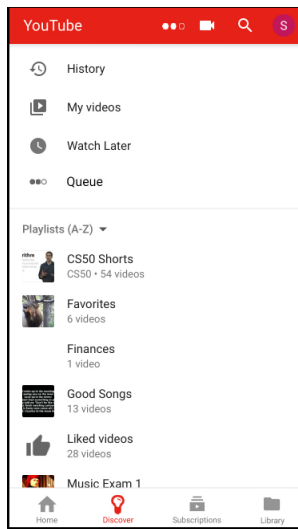 YouTube
S
History
My videos
Watch Later
Queue
Playlists (A-Z)
CS50 Shorts
CS50 • 54 videos
Favorites
6 videos
Finances
1 video
Good Songs
13 videos
Liked videos
28 videos
Music Exam 1
Home
Discover
Subscriptions
Library